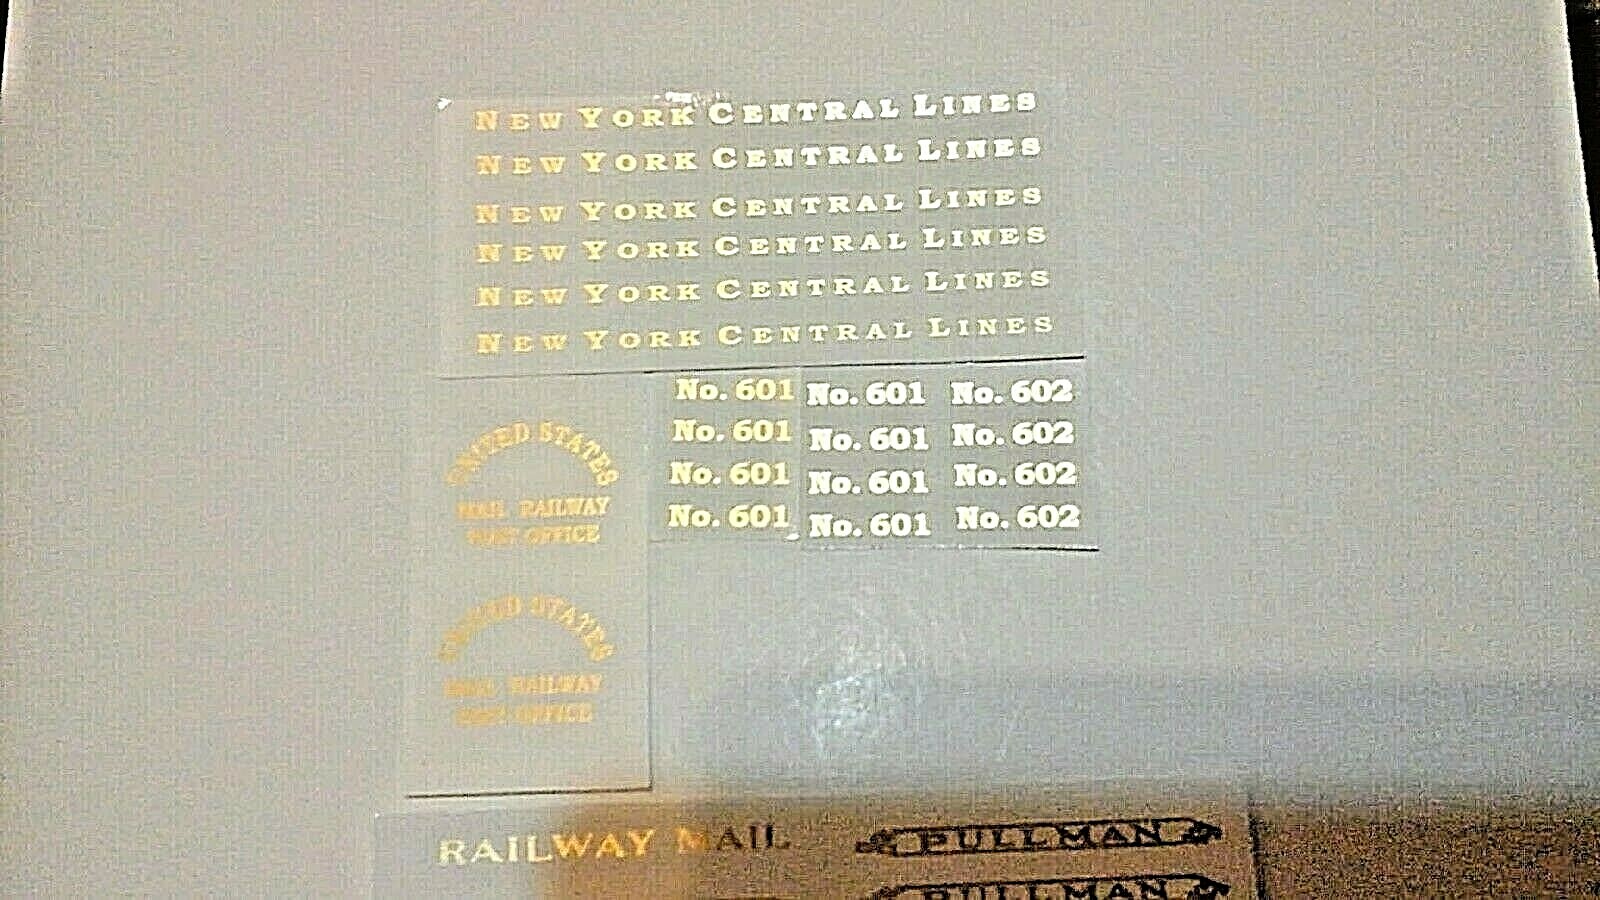 NEW YORK CENTRAL LINES
NEW YORK CENTRAL LINES
NEW YORK CENTRAL LINES
NEW YORK CENTRAL LINES
NEW YORK CENTRAL LINES
NEW YORK CENTRAL LINES
No. 601 No. 601 No. 602
No. 601 No. 601 No. 602
No. 601 No. 601 No. 602
No. 601 No. 601 No. 602
UNITED STATES
MAIL RAILWAY
POST OFFICE
UNITED STATES
MAIL RAILWAY
POST OFFICE
RAILWAY MAIL
PULLMAN
PULLMAN